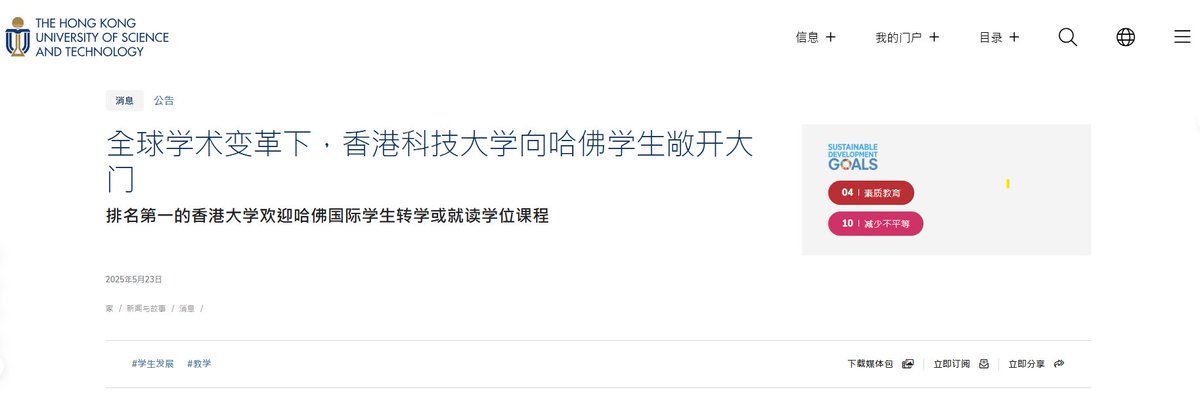 THE HONG KONG
UNIVERSITY OF SCIENCE
AND TECHNOLOGY
信息 +
我的门户 +
目录 +
消息
公告
全球学术变革下，香港科技大学向哈佛学生敞开大
门
排名第一的香港大学欢迎哈佛国际学生转学或就读学位课程
SUSTAINABLE
DEVELOPMENT
GOALS
04 | 素质教育
10 | 减少不平等
2025年5月23日
家 / 新闻与故事 / 消息 /
#学生发展 #教学
下载媒体包
立即订阅
立即分享